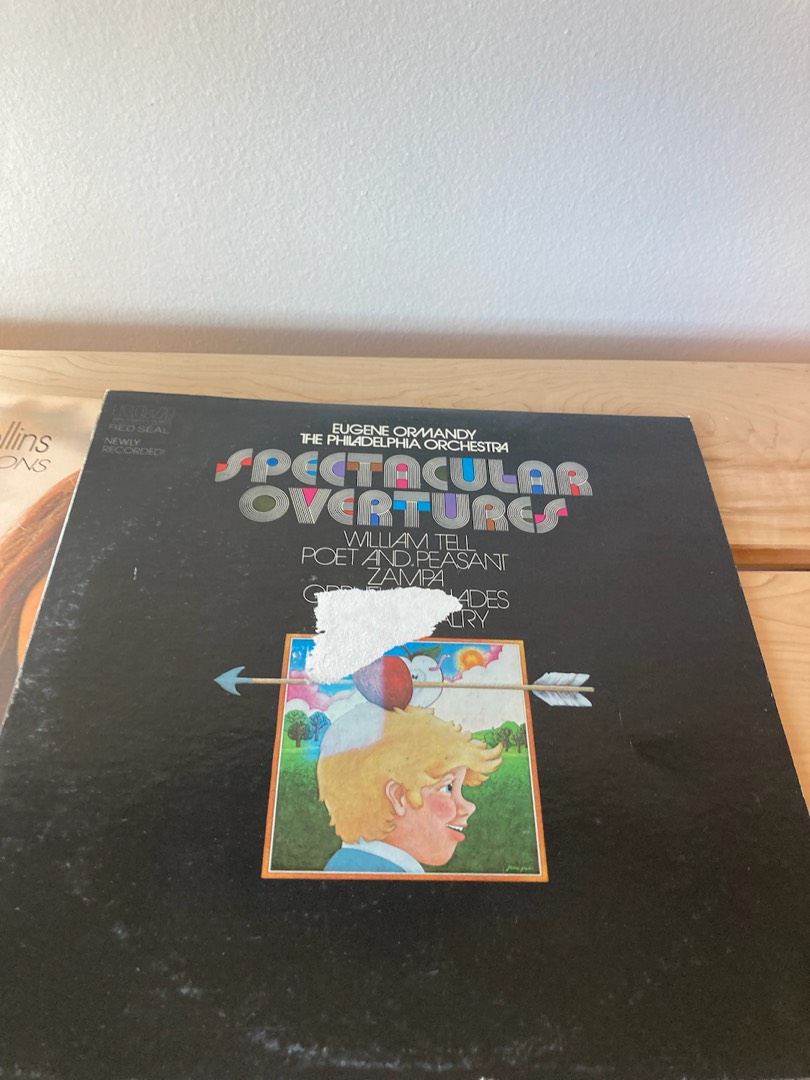 RCA
RED SEAL
NEWLY
RECORDED!
EUGENE ORMANDY
THE PHILADELPHIA ORCHESTRA
SPECTACULAR
OVERTURES
WILLIAM TELL
POET AND PEASANT
ZAMPA
llins
ONS